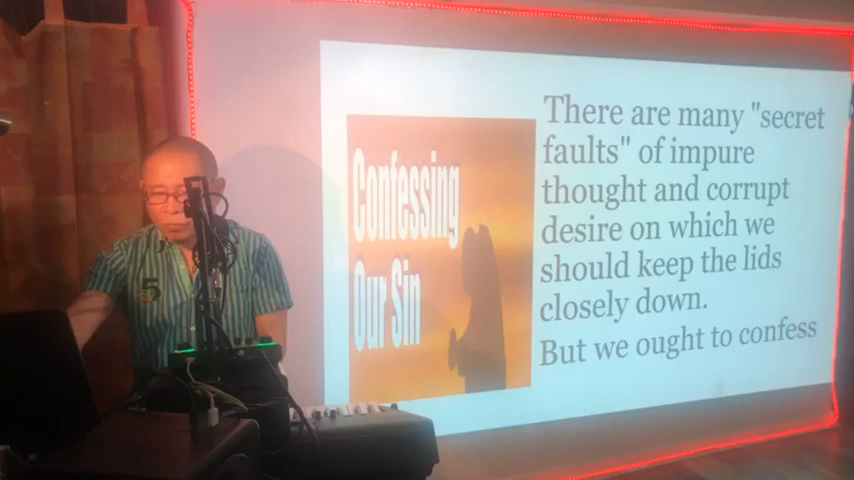 Confessing
Our Sin
There are many "secret
faults" of impure
thought and corrupt
desire on which we
should keep the lids
closely down.
But we ought to confess
5